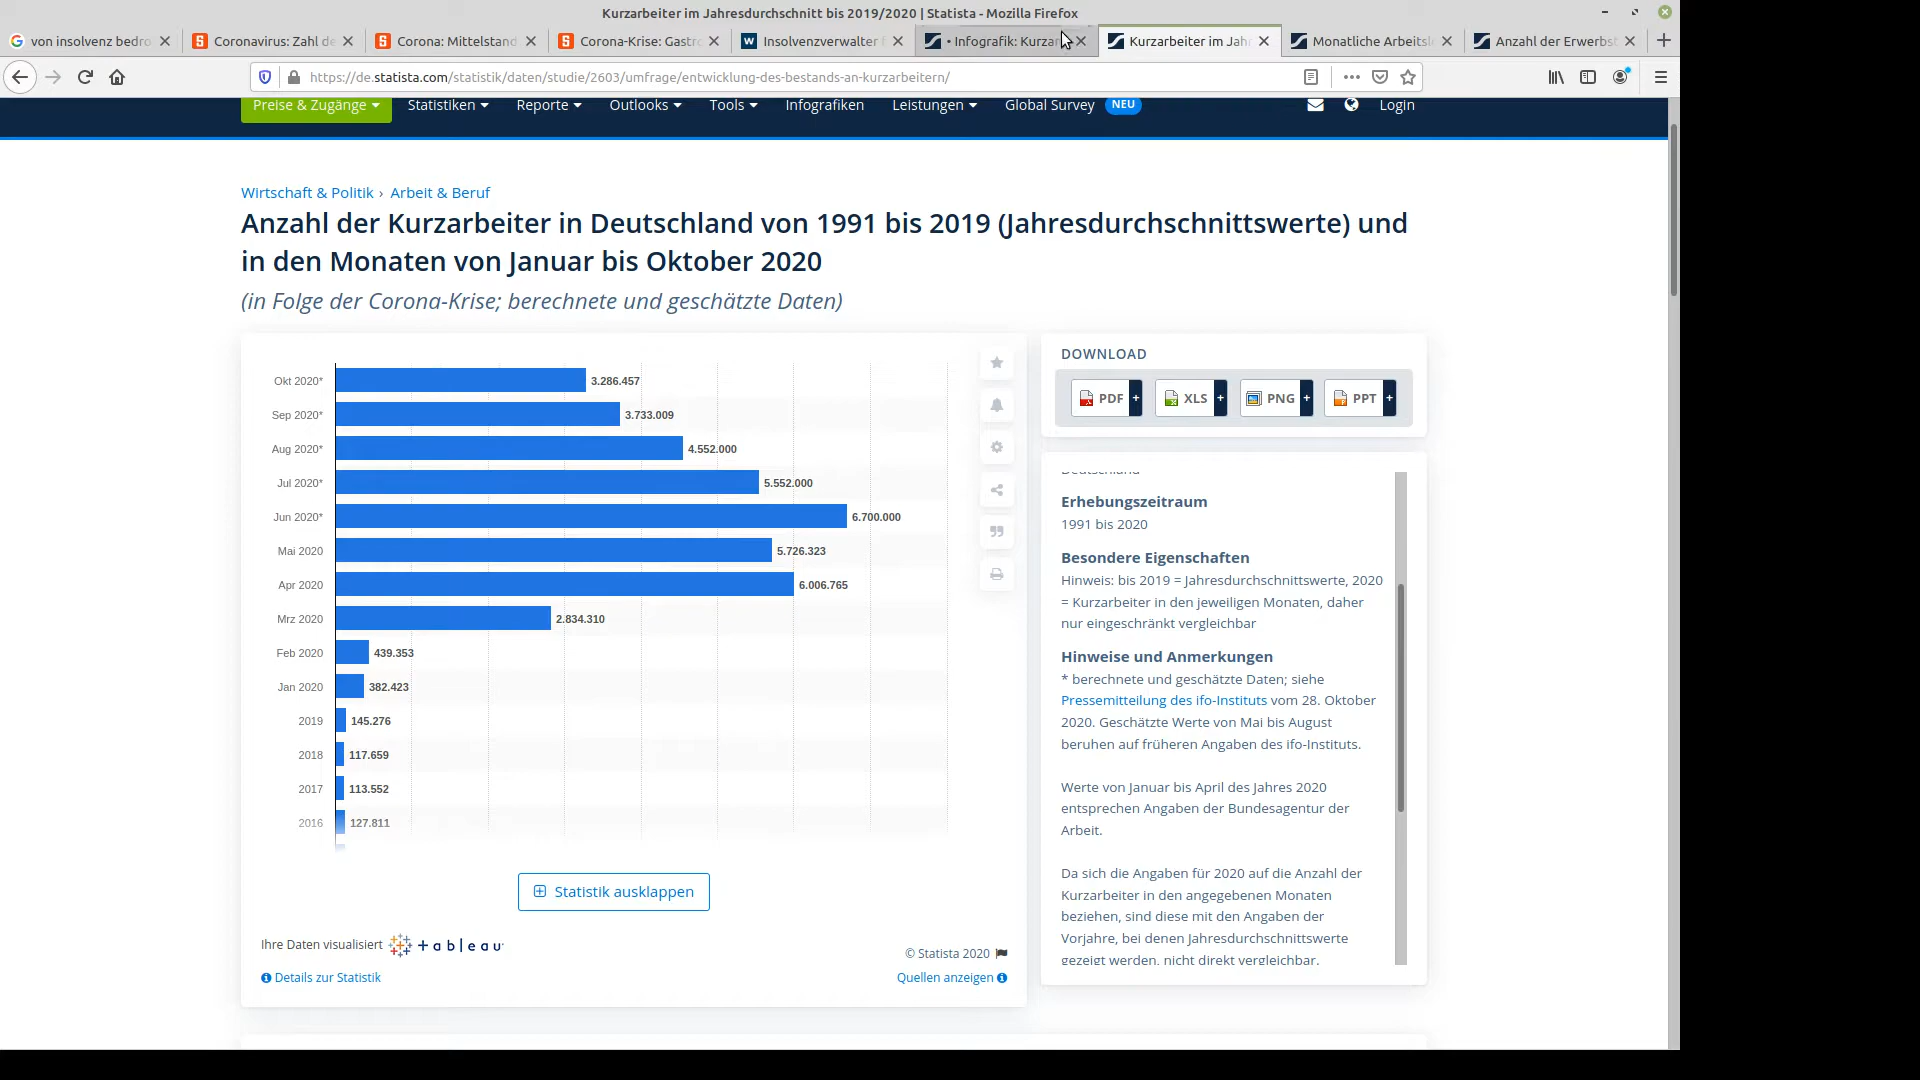 Kurzarbeiter im Jahresdurchschnitt bis 2019/2020 | Statista - Mozilla Firefox
von insolvenz bedro
Coronavirus: Zahl de
Corona: Mittelstand
Corona-Krise: Gastr
Insolvenzverwalter
• Infografik: Kurzar
Kurzarbeiter im Jahr
Monatliche Arbeitsl
Anzahl der Erwerbst
https://de.statista.com/statistik/daten/studie/2603/umfrage/entwicklung-des-bestands-an-kurzarbeitern/
Preise & Zugänge
Statistiken
Reporte
Outlooks
Tools
Infografiken
Leistungen
Global Survey
NEU
Login
Wirtschaft & Politik › Arbeit & Beruf
Anzahl der Kurzarbeiter in Deutschland von 1991 bis 2019 (Jahresdurchschnittswerte) und
in den Monaten von Januar bis Oktober 2020
(in Folge der Corona-Krise; berechnete und geschätzte Daten)
Okt 2020* 3.286.457
Sep 2020* 3.733.009
Aug 2020* 4.552.000
Jul 2020* 5.552.000
Jun 2020* 6.700.000
Mai 2020 5.726.323
Apr 2020 6.006.765
Mrz 2020 2.834.310
Feb 2020 439.353
Jan 2020 382.423
2019 145.276
2018 117.659
2017 113.552
2016 127.811
Statistik ausklappen
Ihre Daten visualisiert +ableau
© Statista 2020
Details zur Statistik
Quellen anzeigen
DOWNLOAD
PDF +
XLS +
PNG +
PPT +
Deutschland
Erhebungszeitraum
1991 bis 2020
Besondere Eigenschaften
Hinweis: bis 2019 = Jahresdurchschnittswerte, 2020
= Kurzarbeiter in den jeweiligen Monaten, daher
nur eingeschränkt vergleichbar
Hinweise und Anmerkungen
* berechnete und geschätzte Daten; siehe
Pressemitteilung des ifo-Instituts vom 28. Oktober
2020. Geschätzte Werte von Mai bis August
beruhen auf früheren Angaben des ifo-Instituts.
Werte von Januar bis April des Jahres 2020
entsprechen Angaben der Bundesagentur der
Arbeit.
Da sich die Angaben für 2020 auf die Anzahl der
Kurzarbeiter in den angegebenen Monaten
beziehen, sind diese mit den Angaben der
Vorjahre, bei denen Jahresdurchschnittswerte
gezeigt werden, nicht direkt vergleichbar.